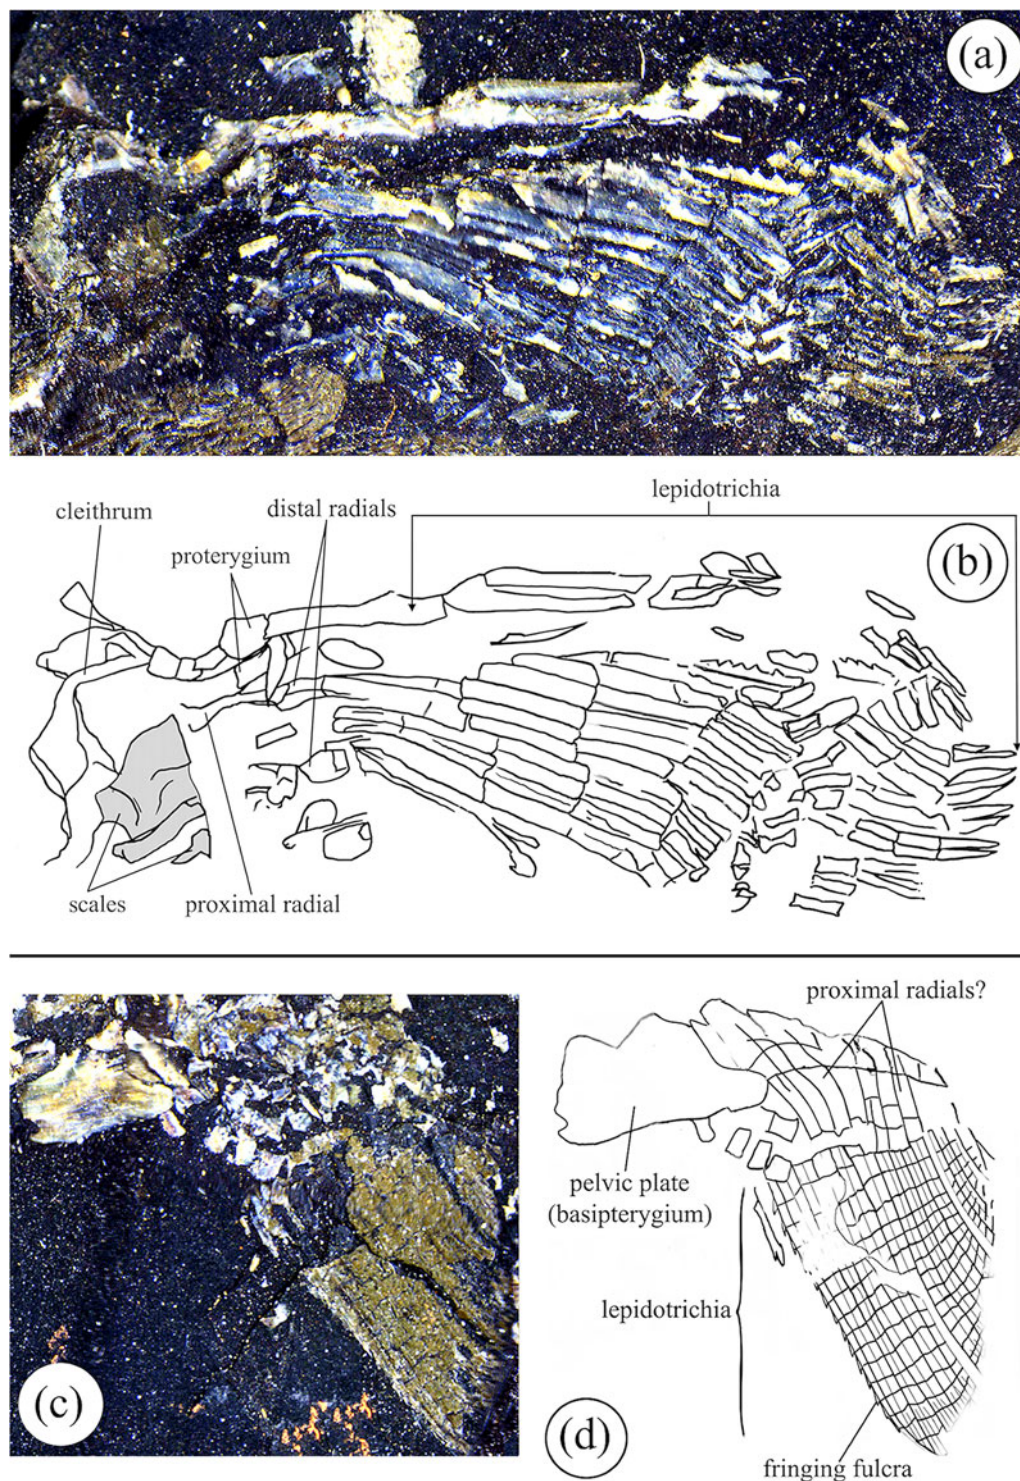 (a)
lepidotrichia
cleithrum
distal radials
proterygium
(b)
scales
proximal radial
proximal radials?
pelvic plate
(basipterygium)
lepidotrichia
(c)
(d)
fringing fulcra